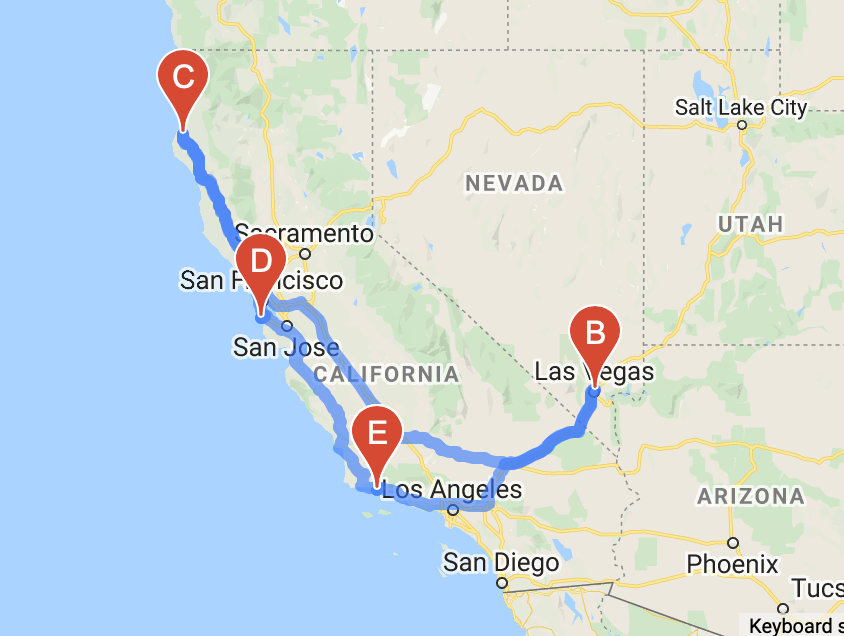 C
Salt Lake City
NEVADA
UTAH
Sacramento
D
San Francisco
B
San Jose
Las Vegas
CALIFORNIA
E
Los Angeles
ARIZONA
San Diego
Phoenix
Tucs
Keyboard s